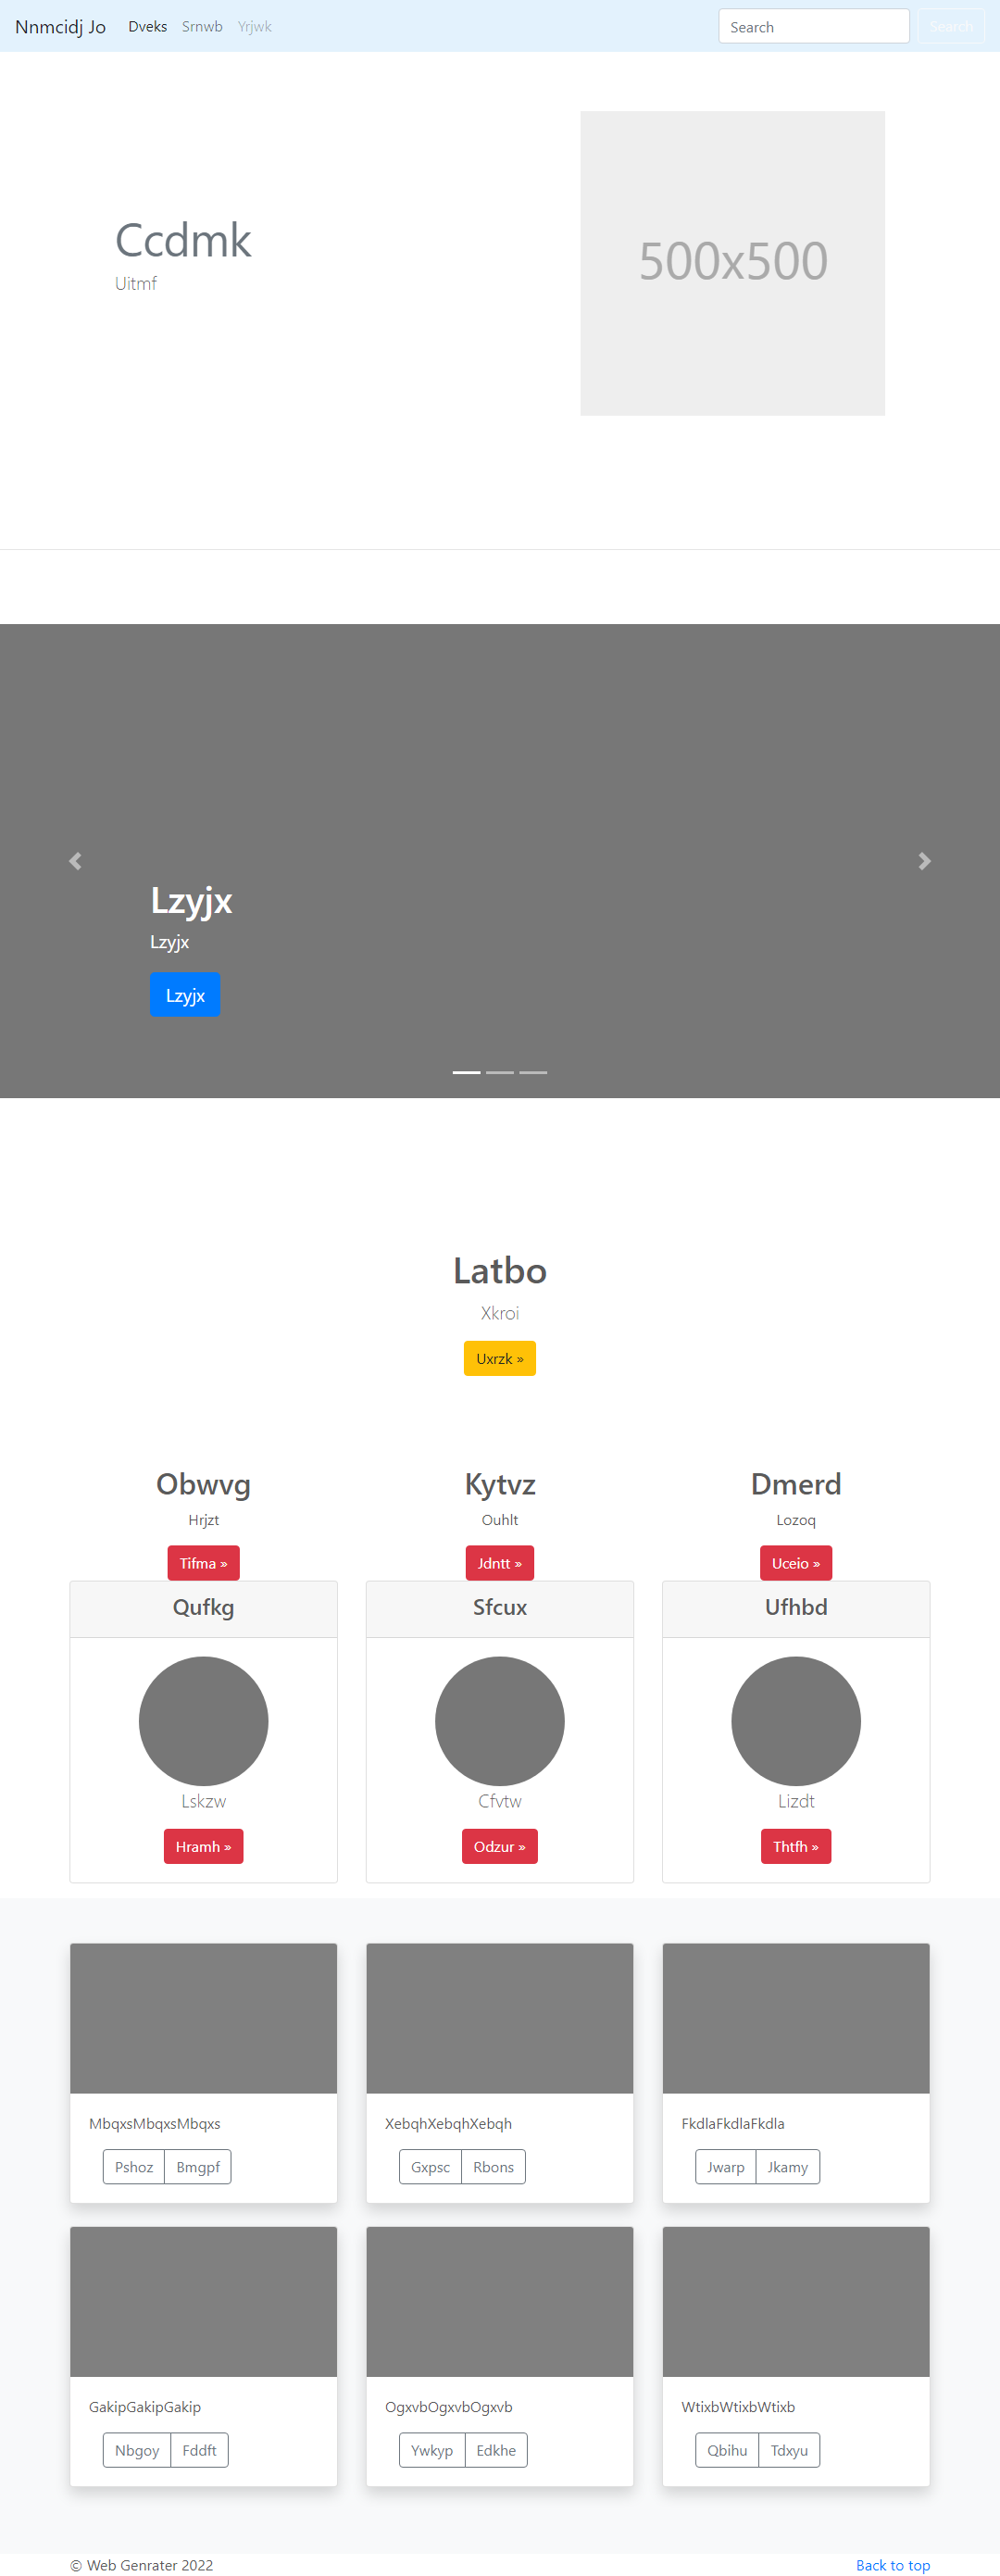 Nnmcidj Jo Dveks Srnwb Yrjwk Search Search
Ccdmk
Uitmf
500x500
Lzyjx
Lzyjx
Lzyjx
Latbo
Xkroi
Uxrzk »
Obwvg Kytvz Dmerd
Hrjzt Ouhlt Lozoq
Tifma » Jdntt » Uceio »
Qufkg Sfcux Ufhbd
Lskzw Cfvtw Lizdt
Hramh » Odzur » Thtfh »
MbqxsMbqxsMbqxs XebqhXebqhXebqh FkdlaFkdlaFkdla
Pshoz Bmgpf Gxpsc Rbons Jwarp Jkamy
GakipGakipGakip OgxvbOgxvbOgxvb WtixbWtixbWtixb
Nbgoy Fddft Ywkyp Edkhe Qbihu Tdxyu
© Web Genrater 2022 Back to top